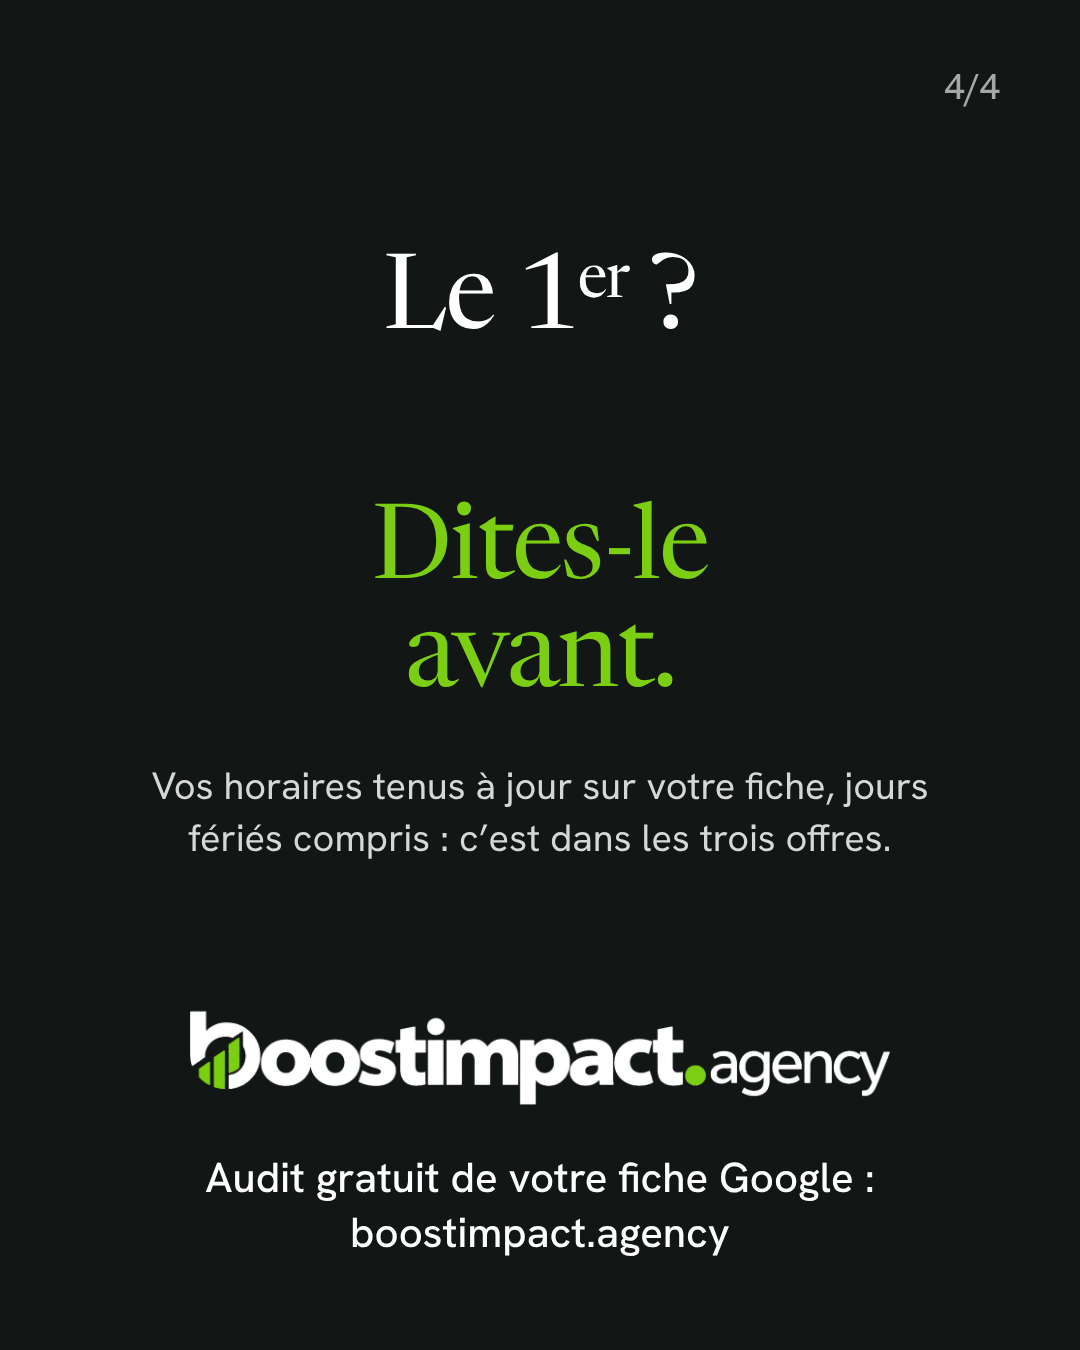 4/4
Le 1er ?
Dites-le
avant.
Vos horaires tenus à jour sur votre fiche, jours
fériés compris : c’est dans les trois offres.
boostimpact.agency
Audit gratuit de votre fiche Google :
boostimpact.agency